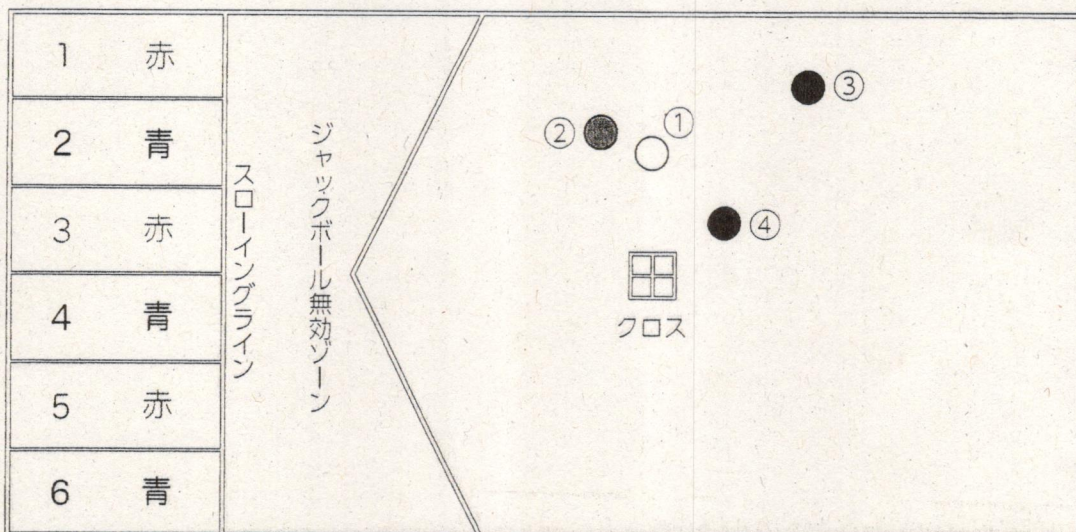 1 赤
2 青
3 赤
4 青
5 赤
6 青
スローイングライン
ジャックボール無効ゾーン
②
①
③
④
クロス